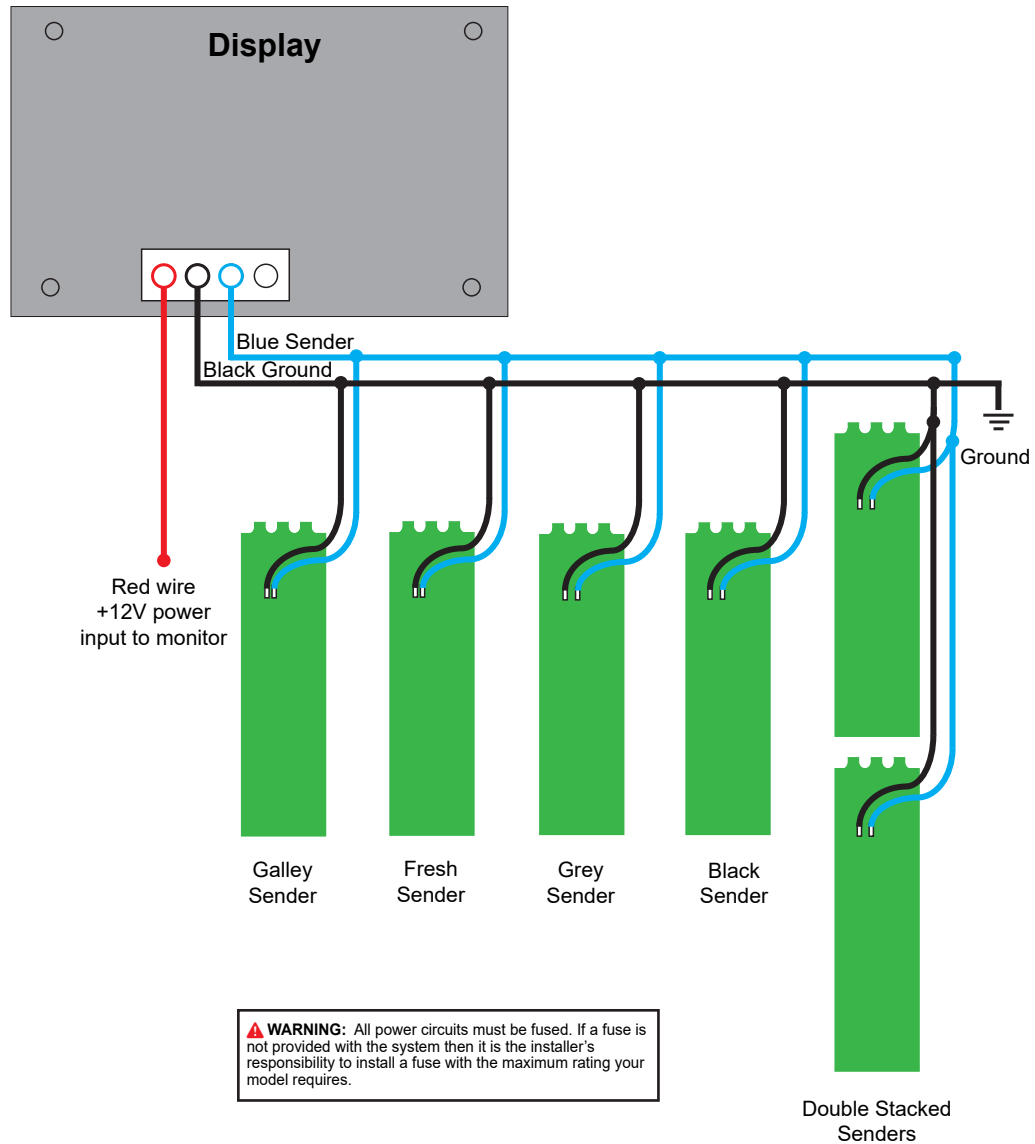 Display
Blue Sender
Black Ground
Ground
Red wire
+12V power
input to monitor
Galley
Sender
Fresh
Sender
Grey
Sender
Black
Sender
WARNING: All power circuits must be fused. If a fuse is
not provided with the system then it is the installer’s
responsibility to install a fuse with the maximum rating your
model requires.
Double Stacked
Senders